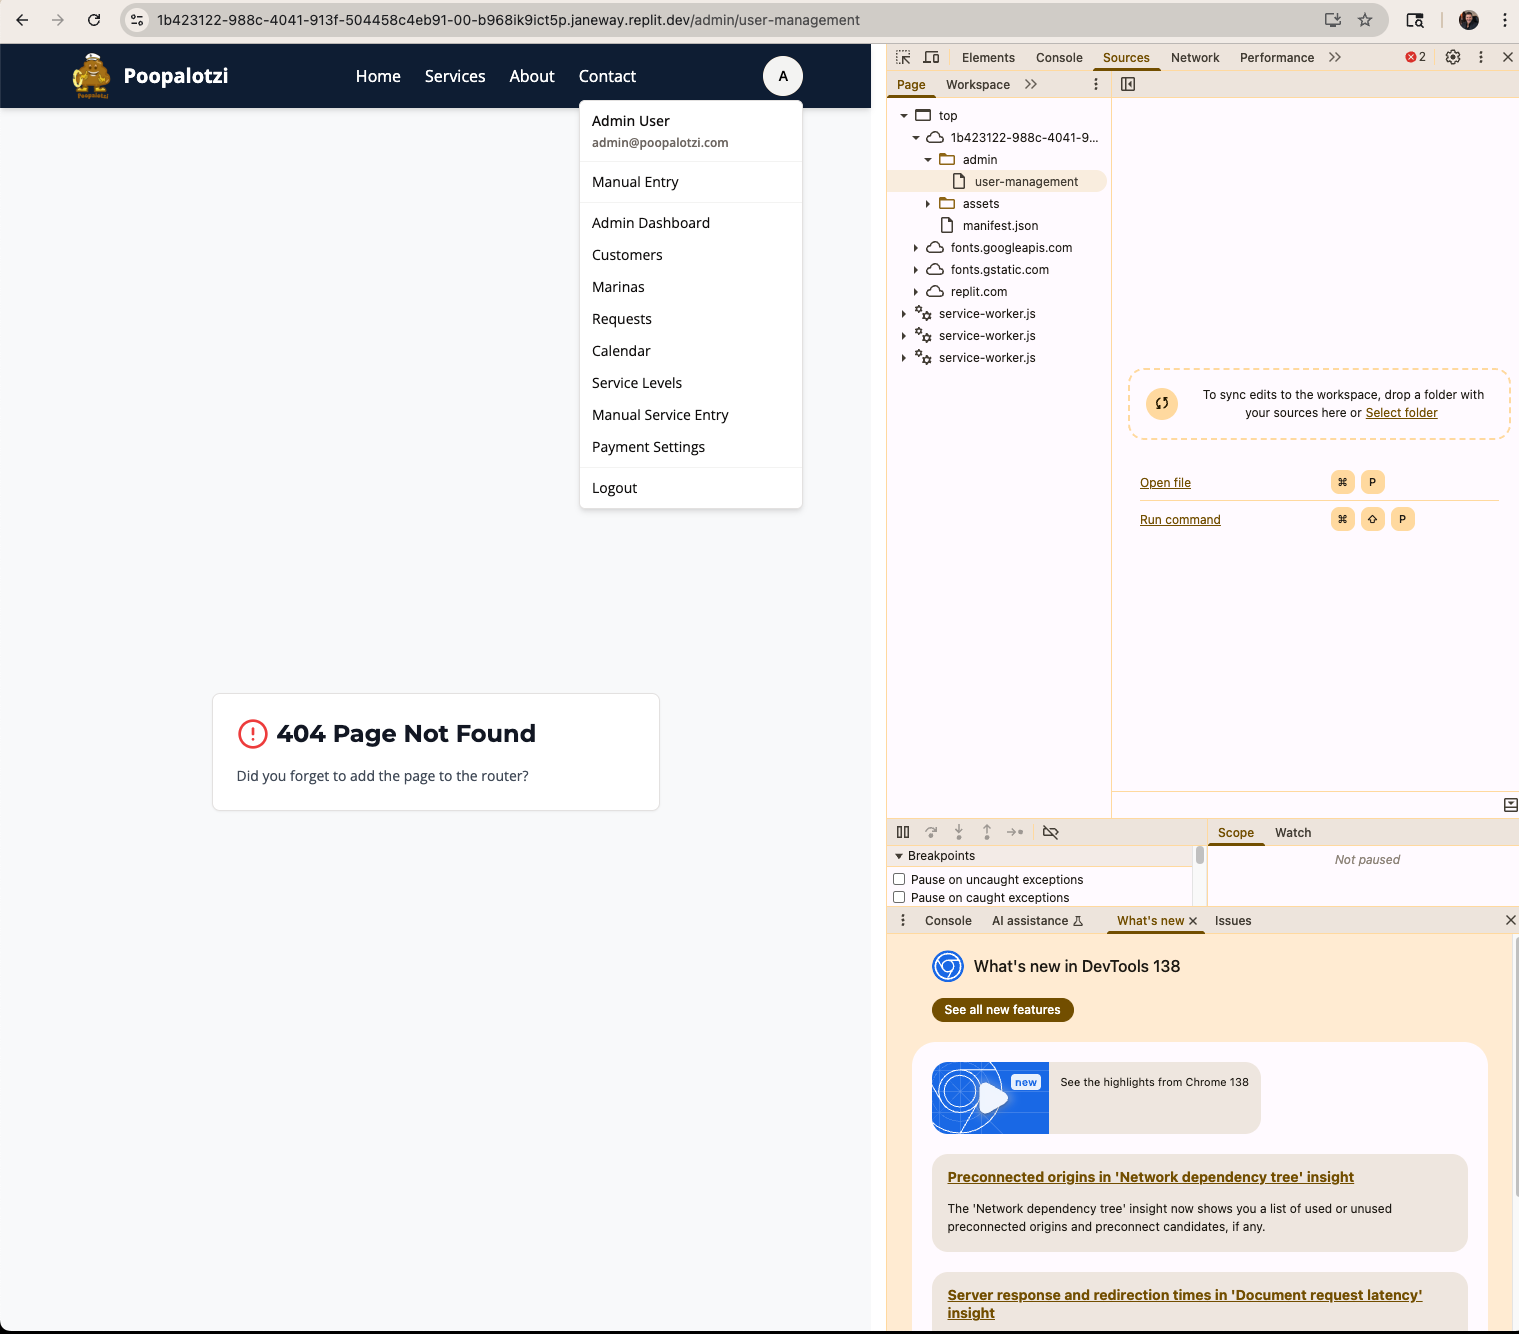 1b423122-988c-4041-913f-504458c4eb91-00-b968ik9ict5p.janeway.replit.dev/admin/user-management
Poopalotzi
Poopalotzi
Home
Services
About
Contact
A
Admin User
admin@poopalotzi.com
Manual Entry
Admin Dashboard
Customers
Marinas
Requests
Calendar
Service Levels
Manual Service Entry
Payment Settings
Logout
404 Page Not Found
Did you forget to add the page to the router?
Elements
Console
Sources
Network
Performance
2
Page
Workspace
top
1b423122-988c-4041-9...
admin
user-management
assets
manifest.json
fonts.googleapis.com
fonts.gstatic.com
replit.com
service-worker.js
service-worker.js
service-worker.js
To sync edits to the workspace, drop a folder with
your sources here or Select folder
Open file
⌘ P
Run command
⌘ ⇧ P
Breakpoints
Pause on uncaught exceptions
Pause on caught exceptions
Scope
Watch
Not paused
Console
AI assistance
What's new
Issues
What's new in DevTools 138
See all new features
new
See the highlights from Chrome 138
Preconnected origins in 'Network dependency tree' insight
The 'Network dependency tree' insight now shows you a list of used or unused
preconnected origins and preconnect candidates, if any.
Server response and redirection times in 'Document request latency'
insight